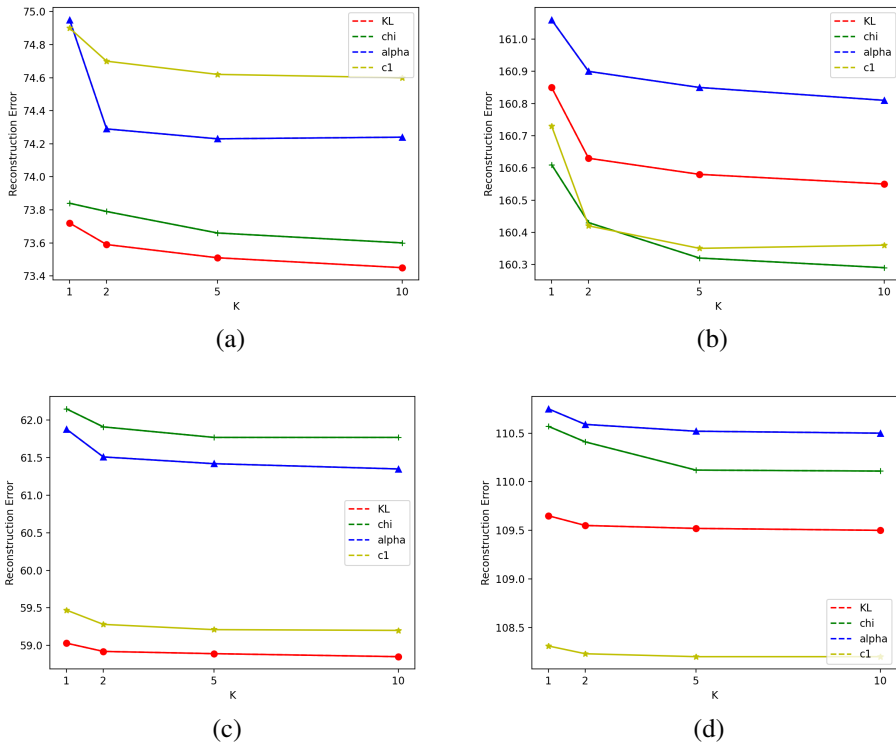 75.0
74.8
74.6
74.4
74.2
74.0
73.8
73.6
73.4
Reconstruction Error
1 2 5 10
K
KL
chi
alpha
c1
(a)
161.0
160.9
160.8
160.7
160.6
160.5
160.4
160.3
Reconstruction Error
1 2 5 10
K
KL
chi
alpha
c1
(b)
62.0
61.5
61.0
60.5
60.0
59.5
59.0
Reconstruction Error
1 2 5 10
K
KL
chi
alpha
c1
(c)
110.5
110.0
109.5
109.0
108.5
Reconstruction Error
1 2 5 10
K
KL
chi
alpha
c1
(d)